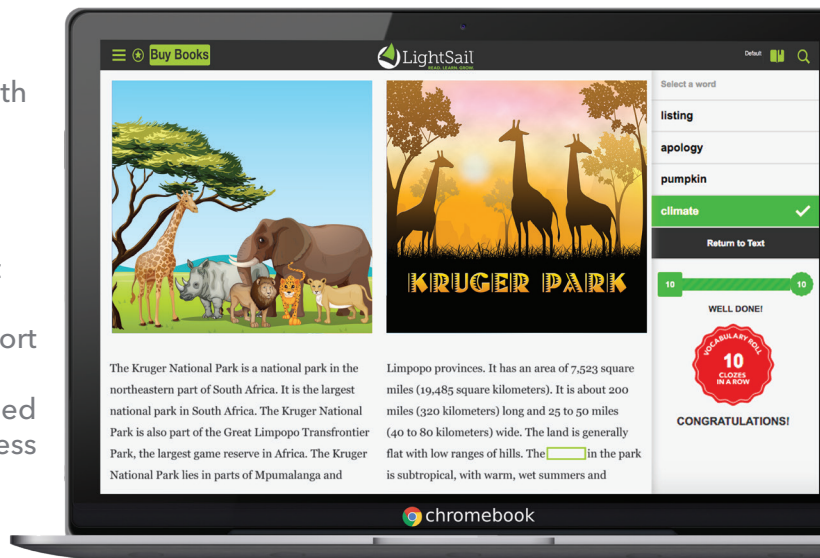 th
ort
ed
ess
Buy Books
LightSail
READ. LEARN. GROW.
Default
KRUGER PARK
The Kruger National Park is a national park in the
northeastern part of South Africa. It is the largest
national park in South Africa. The Kruger National
Park is also part of the Great Limpopo Transfrontier
Park, the largest game reserve in Africa. The Kruger
National Park lies in parts of Mpumalanga and
Limpopo provinces. It has an area of 7,523 square
miles (19,485 square kilometers). It is about 200
miles (320 kilometers) long and 25 to 50 miles
(40 to 80 kilometers) wide. The land is generally
flat with low ranges of hills. The in the park
is subtropical, with warm, wet summers and
Select a word
listing
apology
pumpkin
climate
Return to Text
10
10
WELL DONE!
VOCABULARY ROLL
10
CLOZES
IN A ROW
CONGRATULATIONS!
chromebook